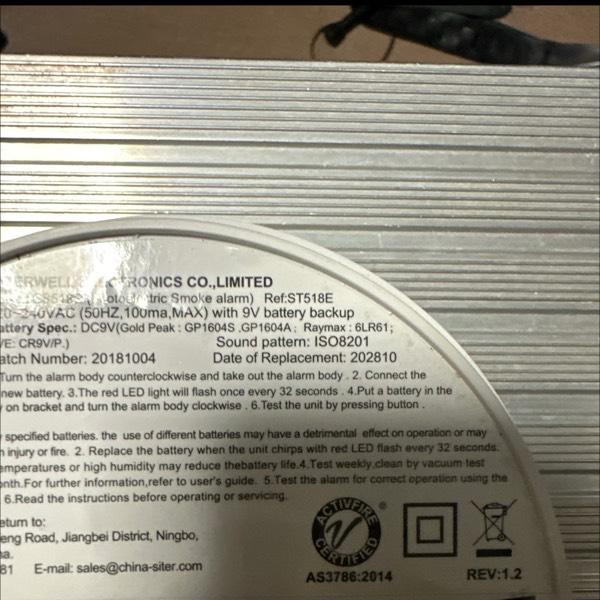 ERWELL ELECTRONICS CO.,LIMITED
GS518E (Photoelectric Smoke alarm) Ref:ST518E
20~240VAC (50HZ,100uma,MAX) with 9V battery backup
attery Spec.: DC9V(Gold Peak : GP1604S ,GP1604A ; Raymax : 6LR61;
/E: CR9V/P.) Sound pattern: ISO8201
atch Number: 20181004 Date of Replacement: 202810
Turn the alarm body counterclockwise and take out the alarm body . 2. Connect the
new battery. 3.The red LED light will flash once every 32 seconds . 4.Put a battery in the
y on bracket and turn the alarm body clockwise . 6.Test the unit by pressing button .
specified batteries. the use of different batteries may have a detrimental effect on operation or may
n injury or fire. 2. Replace the battery when the unit chirps with red LED flash every 32 seconds.
emperatures or high humidity may reduce thebattery life.4.Test weekly,clean by vacuum test
onth.For further information,refer to user's guide. 5.Test the alarm for correct operation using the
6.Read the instructions before operating or servicing.
eturn to:
eng Road, Jiangbei District, Ningbo,
na.
81 E-mail: sales@china-siter.com
ACTIVFIRE
CERTIFIED
AS3786:2014
REV:1.2